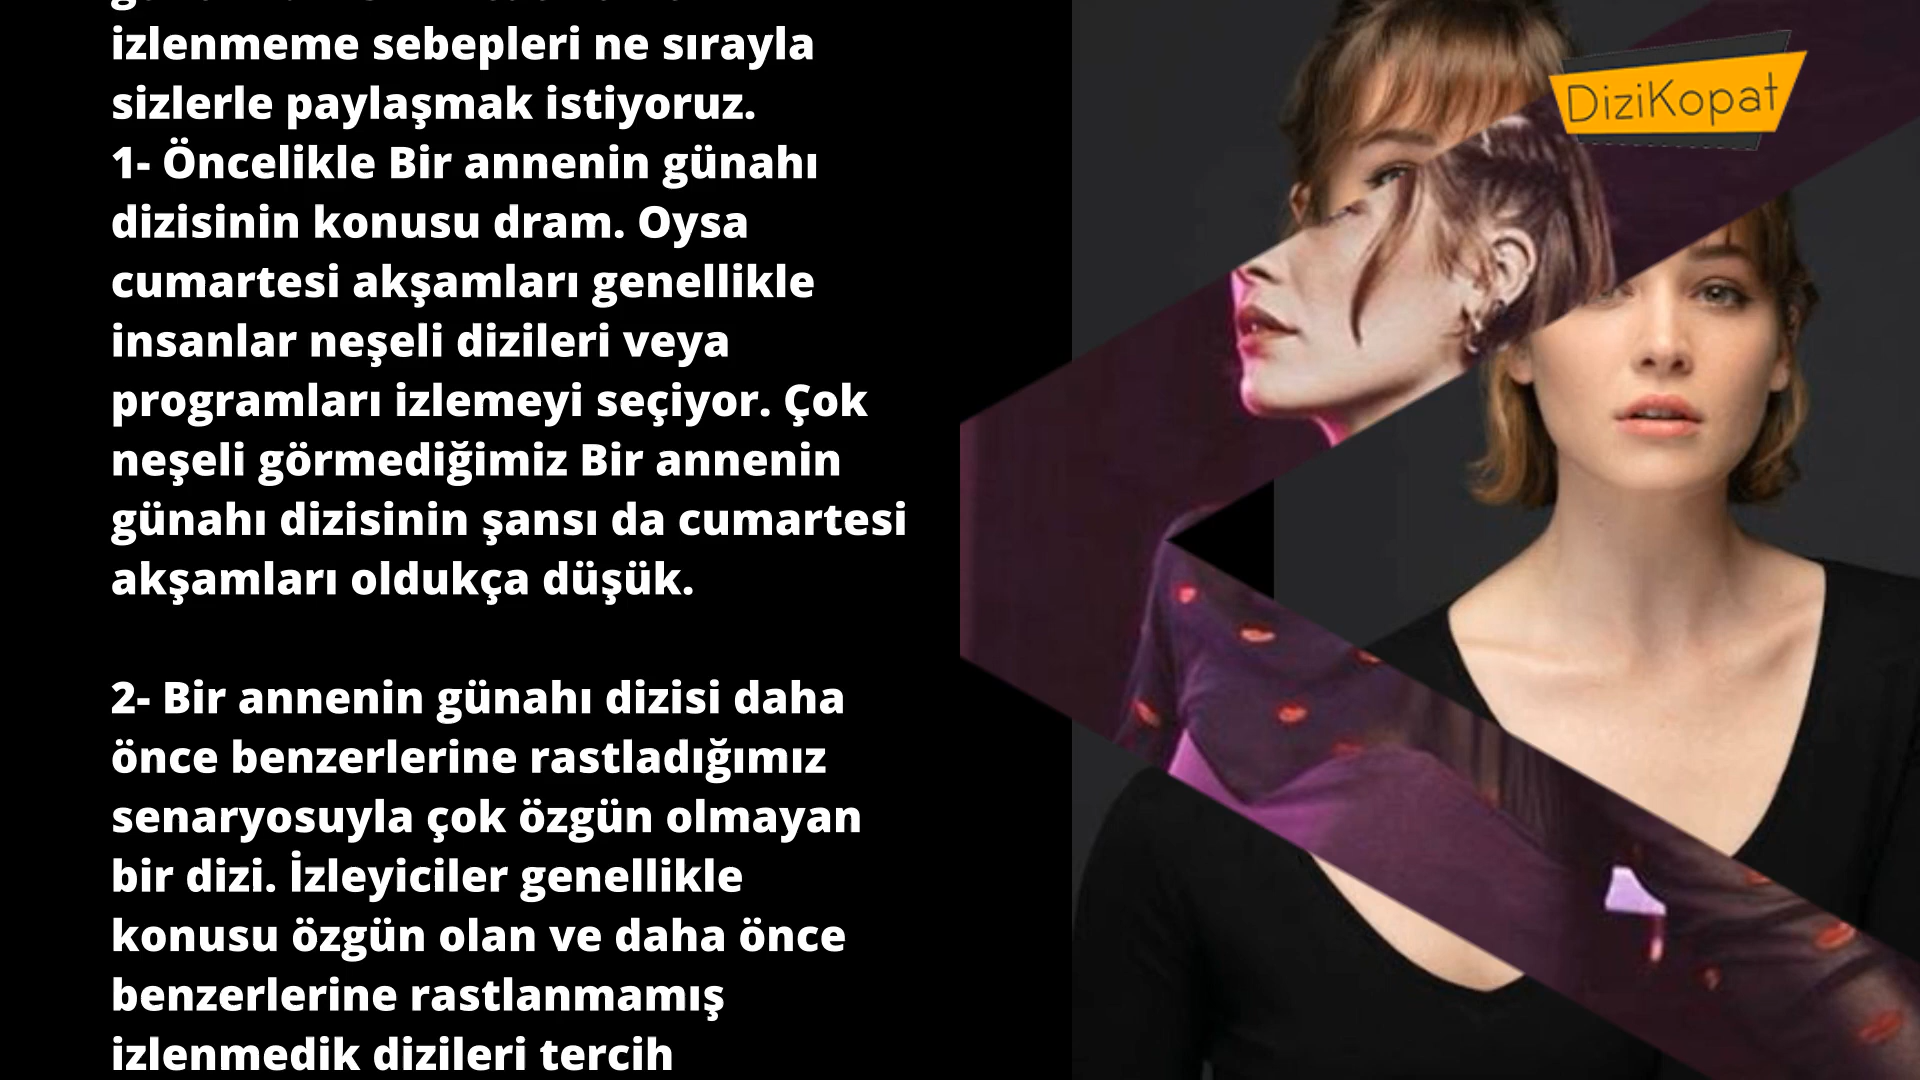 izlenmeme sebepleri ne sırayla
sizlerle paylaşmak istiyoruz.
1- Öncelikle Bir annenin günahı
dizisinin konusu dram. Oysa
cumartesi akşamları genellikle
insanlar neşeli dizileri veya
programları izlemeyi seçiyor. Çok
neşeli görmediğimiz Bir annenin
günahı dizisinin şansı da cumartesi
akşamları oldukça düşük.
2- Bir annenin günahı dizisi daha
önce benzerlerine rastladığımız
senaryosuyla çok özgün olmayan
bir dizi. İzleyiciler genellikle
konusu özgün olan ve daha önce
benzerlerine rastlanmamış
izlenmedik dizileri tercih
DiziKopat